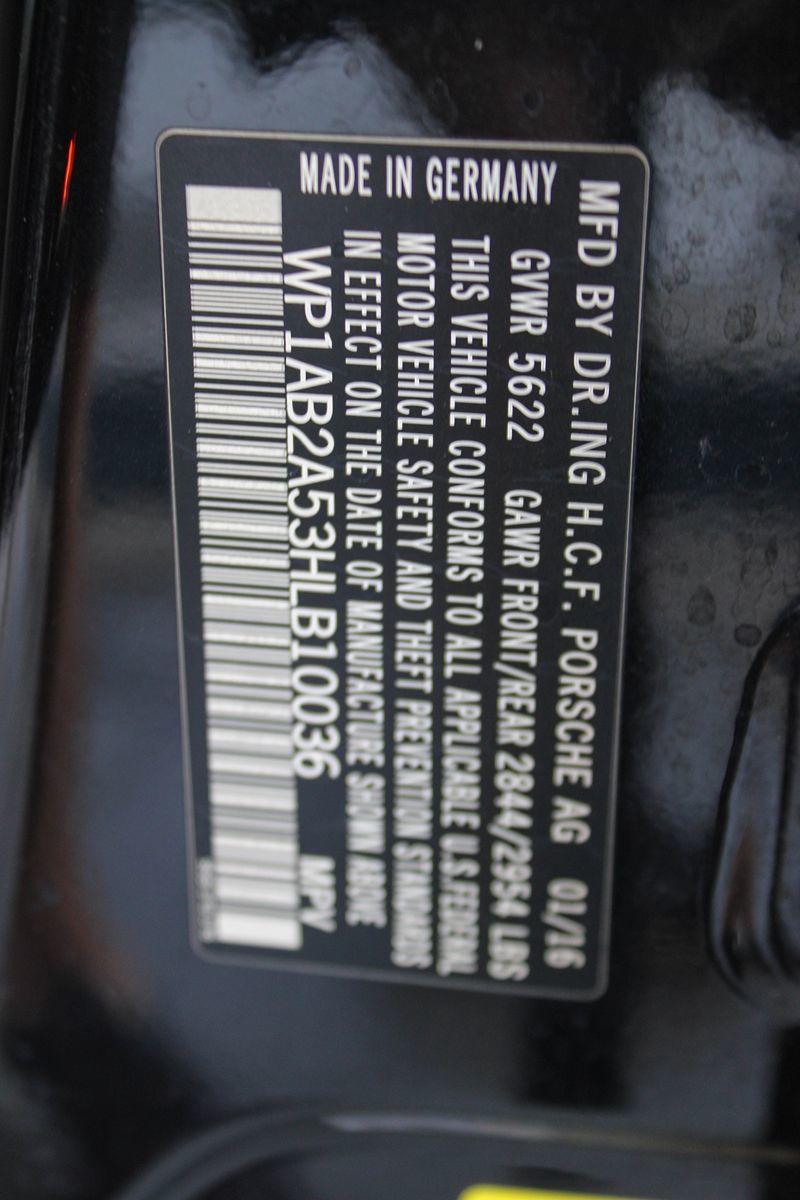 MFD BY DR.ING H.C.F. PORSCHE AG 01/16
GVWR 5622 GAWR FRONT/REAR 2844/2954 LBS
THIS VEHICLE CONFORMS TO ALL APPLICABLE U.S.FEDERAL
MOTOR VEHICLE SAFETY AND THEFT PREVENTION STANDARDS
IN EFFECT ON THE DATE OF MANUFACTURE SHOWN ABOVE
WP1AB2A53HLB10036 MPV
MADE IN GERMANY